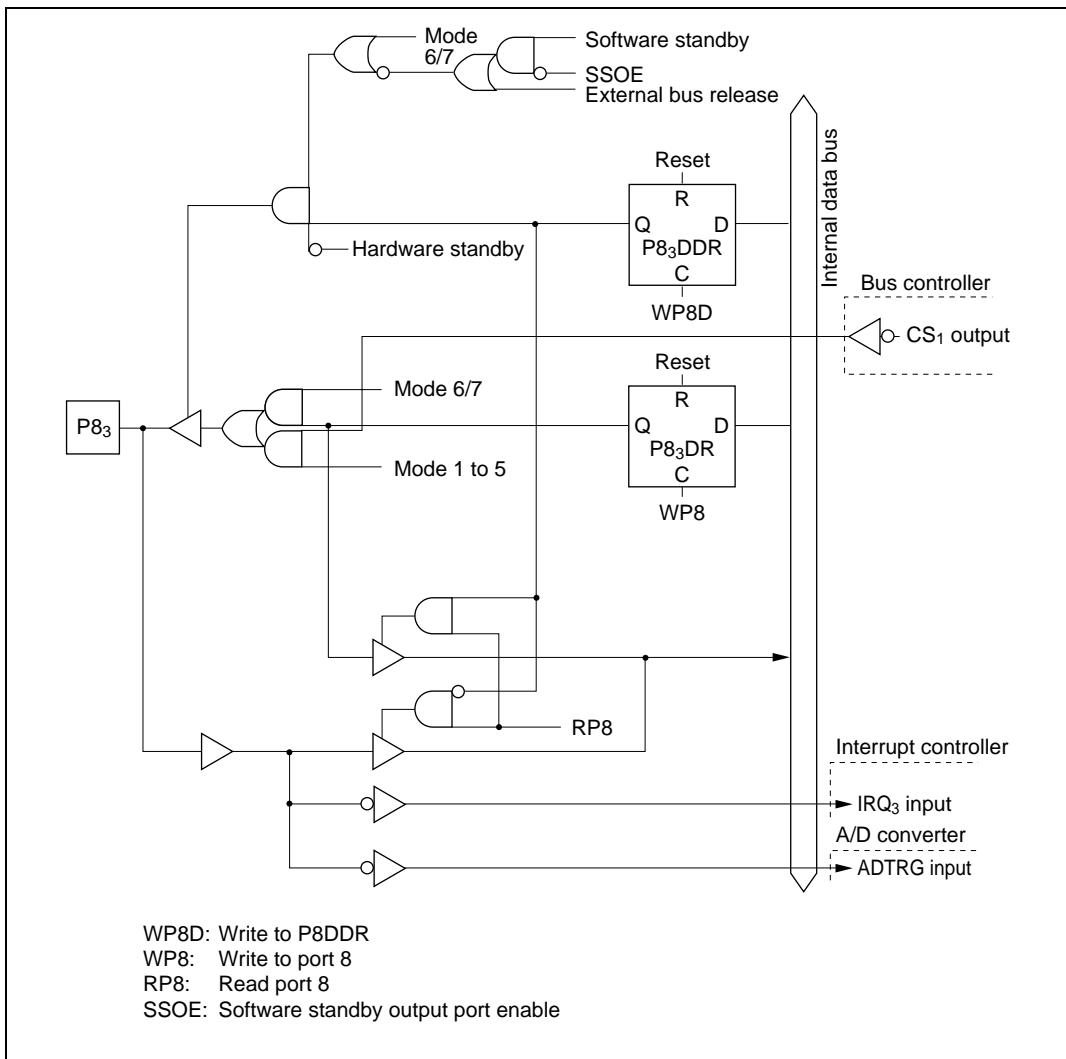 Mode
6/7
Software standby
SSOE
External bus release
Internal data bus
Reset
R
Q D
P83DDR
C
WP8D
Hardware standby
Bus controller
CS1 output
Reset
R
Q D
P83DR
C
WP8
Mode 6/7
P83
Mode 1 to 5
RP8
Interrupt controller
IRQ3 input
A/D converter
ADTRG input
WP8D: Write to P8DDR
WP8: Write to port 8
RP8: Read port 8
SSOE: Software standby output port enable